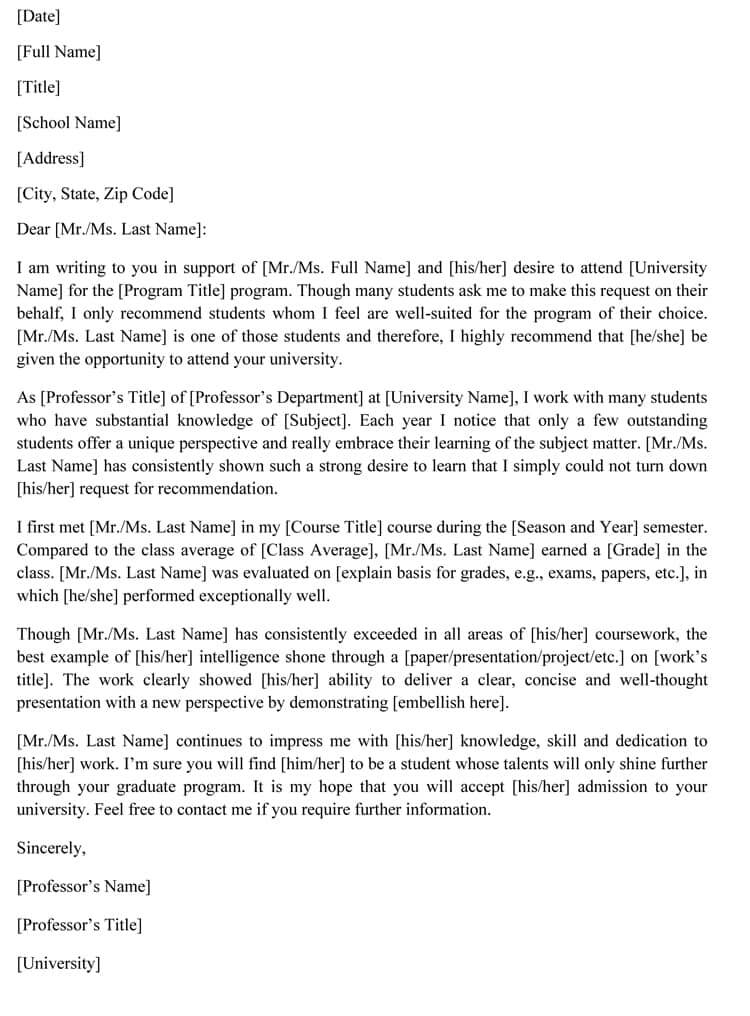 [Date]
[Full Name]
[Title]
[School Name]
[Address]
[City, State, Zip Code]
Dear [Mr./Ms. Last Name]:
I am writing to you in support of [Mr./Ms. Full Name] and [his/her] desire to attend [University
Name] for the [Program Title] program. Though many students ask me to make this request on their
behalf, I only recommend students whom I feel are well-suited for the program of their choice.
[Mr./Ms. Last Name] is one of those students and therefore, I highly recommend that [he/she] be
given the opportunity to attend your university.
As [Professor’s Title] of [Professor’s Department] at [University Name], I work with many students
who have substantial knowledge of [Subject]. Each year I notice that only a few outstanding
students offer a unique perspective and really embrace their learning of the subject matter. [Mr./Ms.
Last Name] has consistently shown such a strong desire to learn that I simply could not turn down
[his/her] request for recommendation.
I first met [Mr./Ms. Last Name] in my [Course Title] course during the [Season and Year] semester.
Compared to the class average of [Class Average], [Mr./Ms. Last Name] earned a [Grade] in the
class. [Mr./Ms. Last Name] was evaluated on [explain basis for grades, e.g., exams, papers, etc.], in
which [he/she] performed exceptionally well.
Though [Mr./Ms. Last Name] has consistently exceeded in all areas of [his/her] coursework, the
best example of [his/her] intelligence shone through a [paper/presentation/project/etc.] on [work’s
title]. The work clearly showed [his/her] ability to deliver a clear, concise and well-thought
presentation with a new perspective by demonstrating [embellish here].
[Mr./Ms. Last Name] continues to impress me with [his/her] knowledge, skill and dedication to
[his/her] work. I’m sure you will find [him/her] to be a student whose talents will only shine further
through your graduate program. It is my hope that you will accept [his/her] admission to your
university. Feel free to contact me if you require further information.
Sincerely,
[Professor’s Name]
[Professor’s Title]
[University]